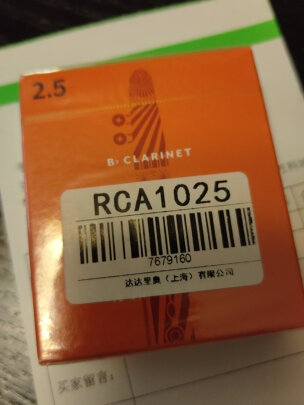 2.5
B♭ CLARINET
RCA1025
7679160
达达里奥（上海）有限公司
买家留言：